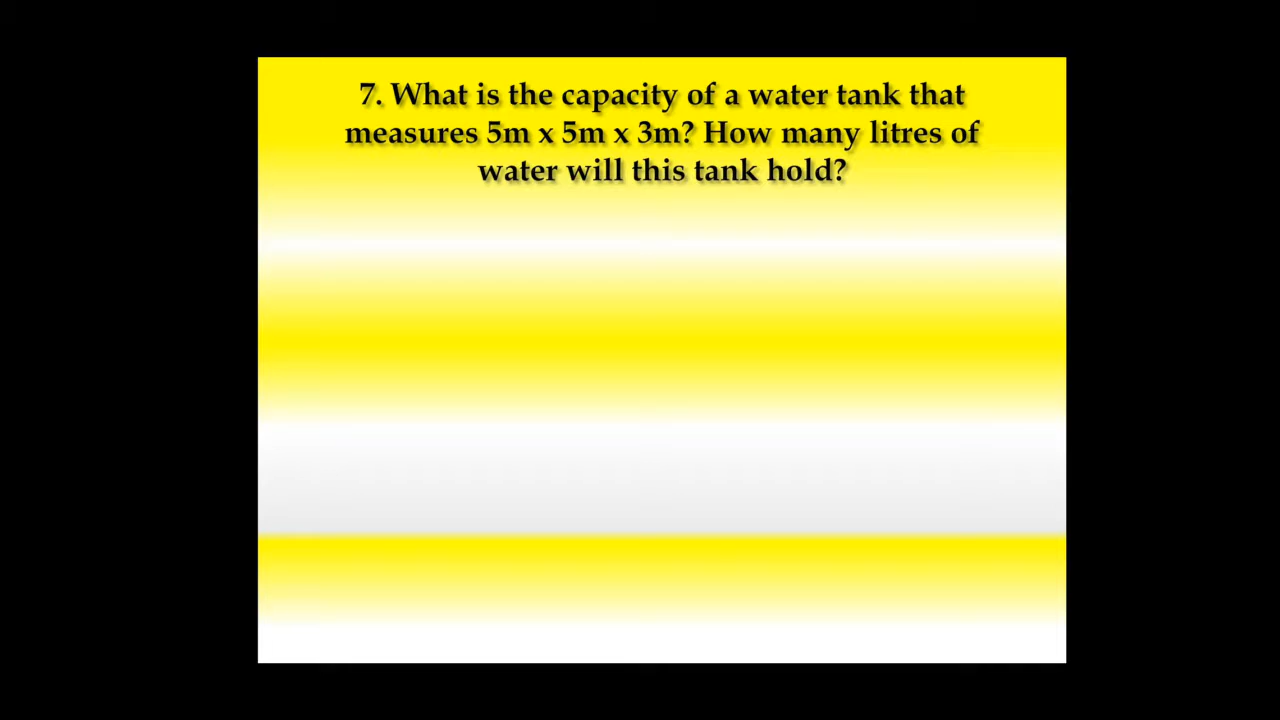 7. What is the capacity of a water tank that
measures 5m x 5m x 3m? How many litres of
water will this tank hold?